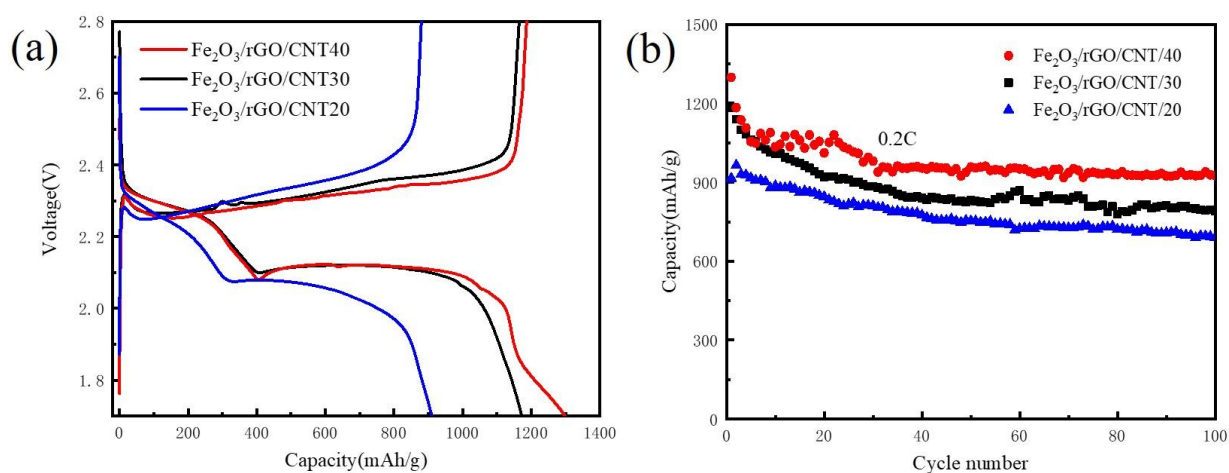 (a)
Fe₂O₃/rGO/CNT40
Fe₂O₃/rGO/CNT30
Fe₂O₃/rGO/CNT20
2.8
2.6
2.4
2.2
2.0
1.8
Voltage(V)
0 200 400 600 800 1000 1200 1400
Capacity(mAh/g)
(b)
Fe₂O₃/rGO/CNT/40
Fe₂O₃/rGO/CNT/30
Fe₂O₃/rGO/CNT/20
0.2C
1500
1200
900
600
300
0
Capacity(mAh/g)
0 20 40 60 80 100
Cycle number